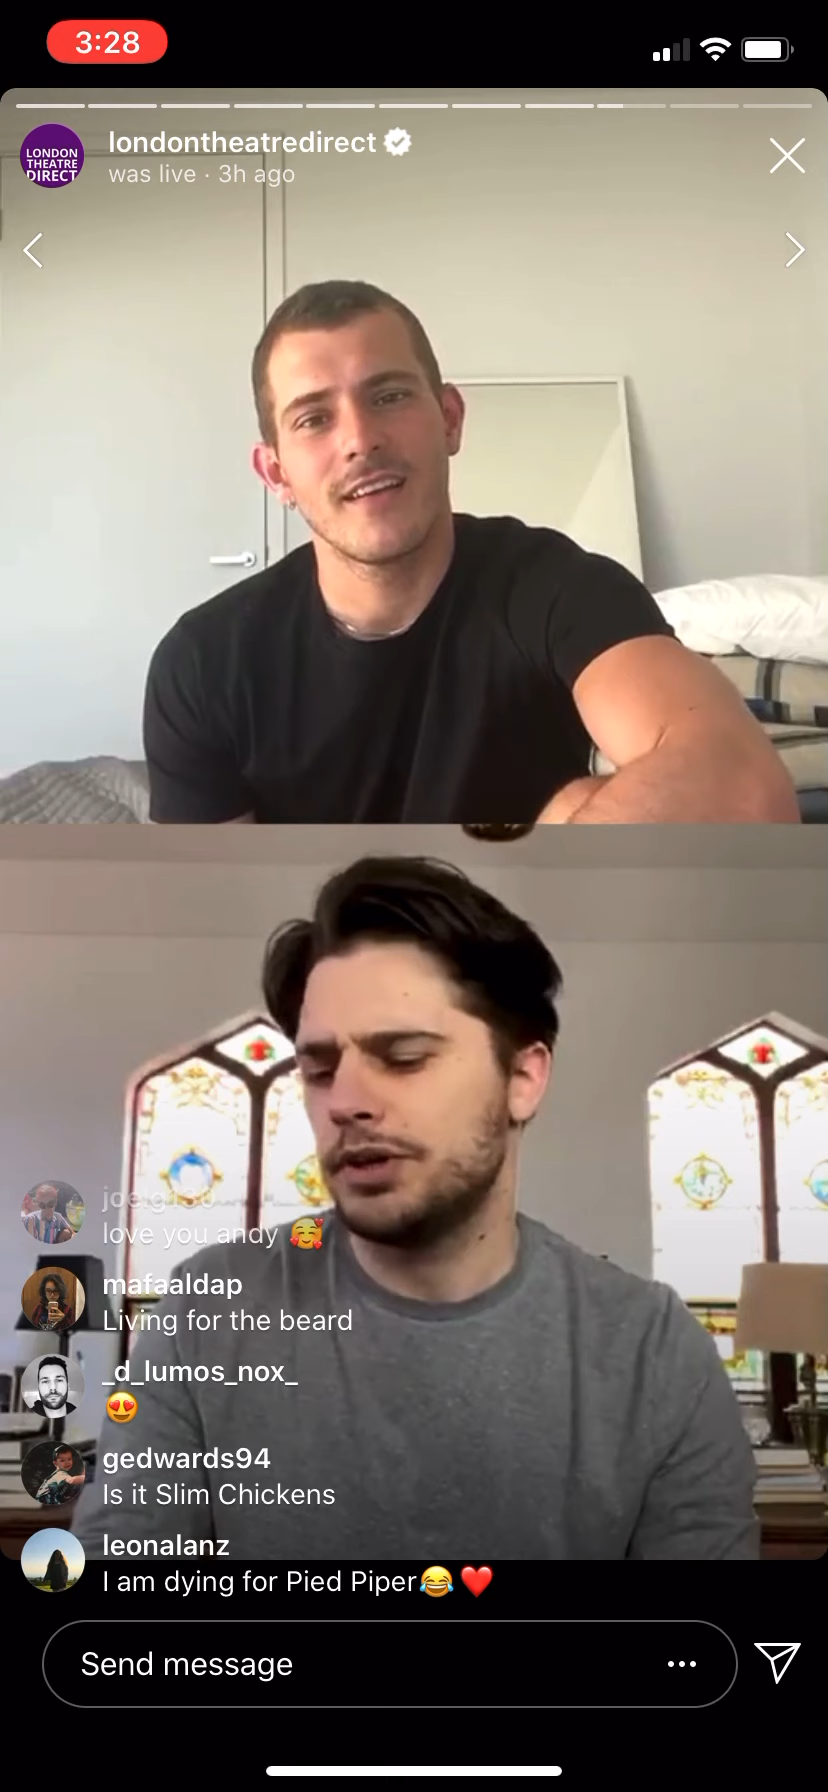 3:28
LONDON
THEATRE
DIRECT
londontheatredirect
was live · 3h ago
love you andy 🥰
mafaaldap
Living for the beard
_d_lumos_nox_
😍
gedwards94
Is it Slim Chickens
leonalanz
I am dying for Pied Piper😂 ❤️
Send message